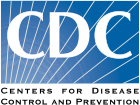 CDC
CENTERS FOR DISEASE
CONTROL AND PREVENTION